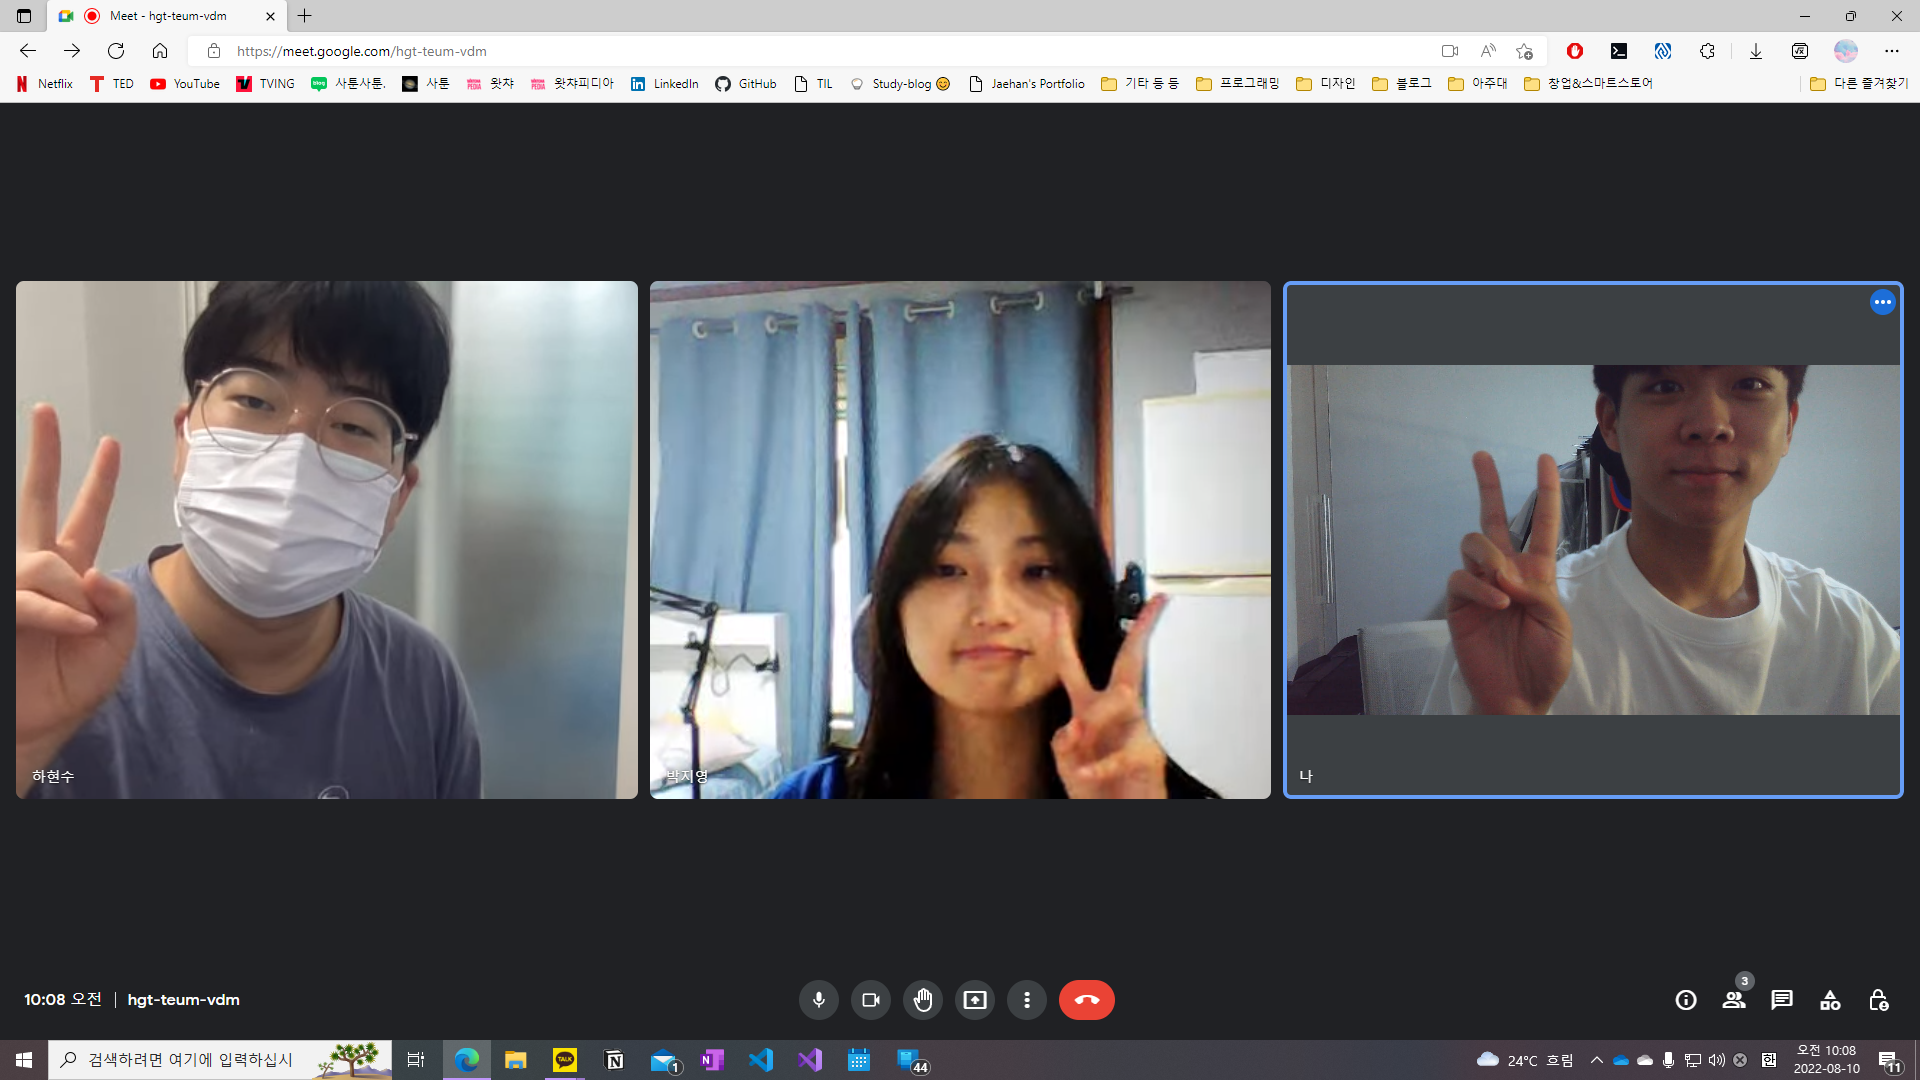 Meet - hgt-teum-vdm
https://meet.google.com/hgt-teum-vdm
Netflix TED YouTube TVING 사툰사툰. 사툰 왓챠 왓챠피디아 LinkedIn GitHub TIL Study-blog 😊 Jaehan's Portfolio 기타 등 등 프로그래밍 디자인 블로그 아주대 창업&스마트스토어 다른 즐겨찾기
하현수
박지영
나
10:08 오전 hgt-teum-vdm
3
검색하려면 여기에 입력하십시
TALK
1
44
24°C 흐림
한
오전 10:08
2022-08-10
11